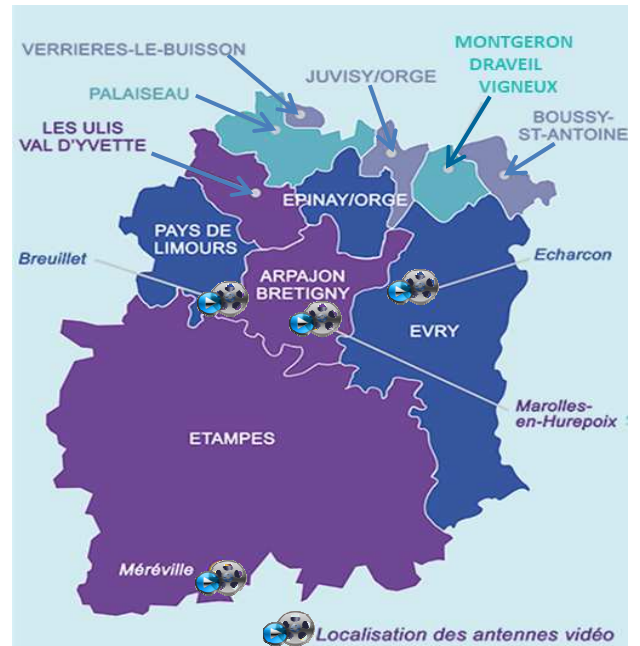 VERRIERES-LE-BUISSON
MONTGERON
DRAVEIL
VIGNEUX
JUVISY/ORGE
PALAISEAU
BOUSSY-
ST-ANTOINE
LES ULIS
VAL D'YVETTE
EPINAY/ORGE
PAYS DE
LIMOURS
Breuillet
ARPAJON
BRETIGNY
Echarcon
EVRY
Marolles-
en-Hurepoix
ETAMPES
Méréville
Localisation des antennes vidéo